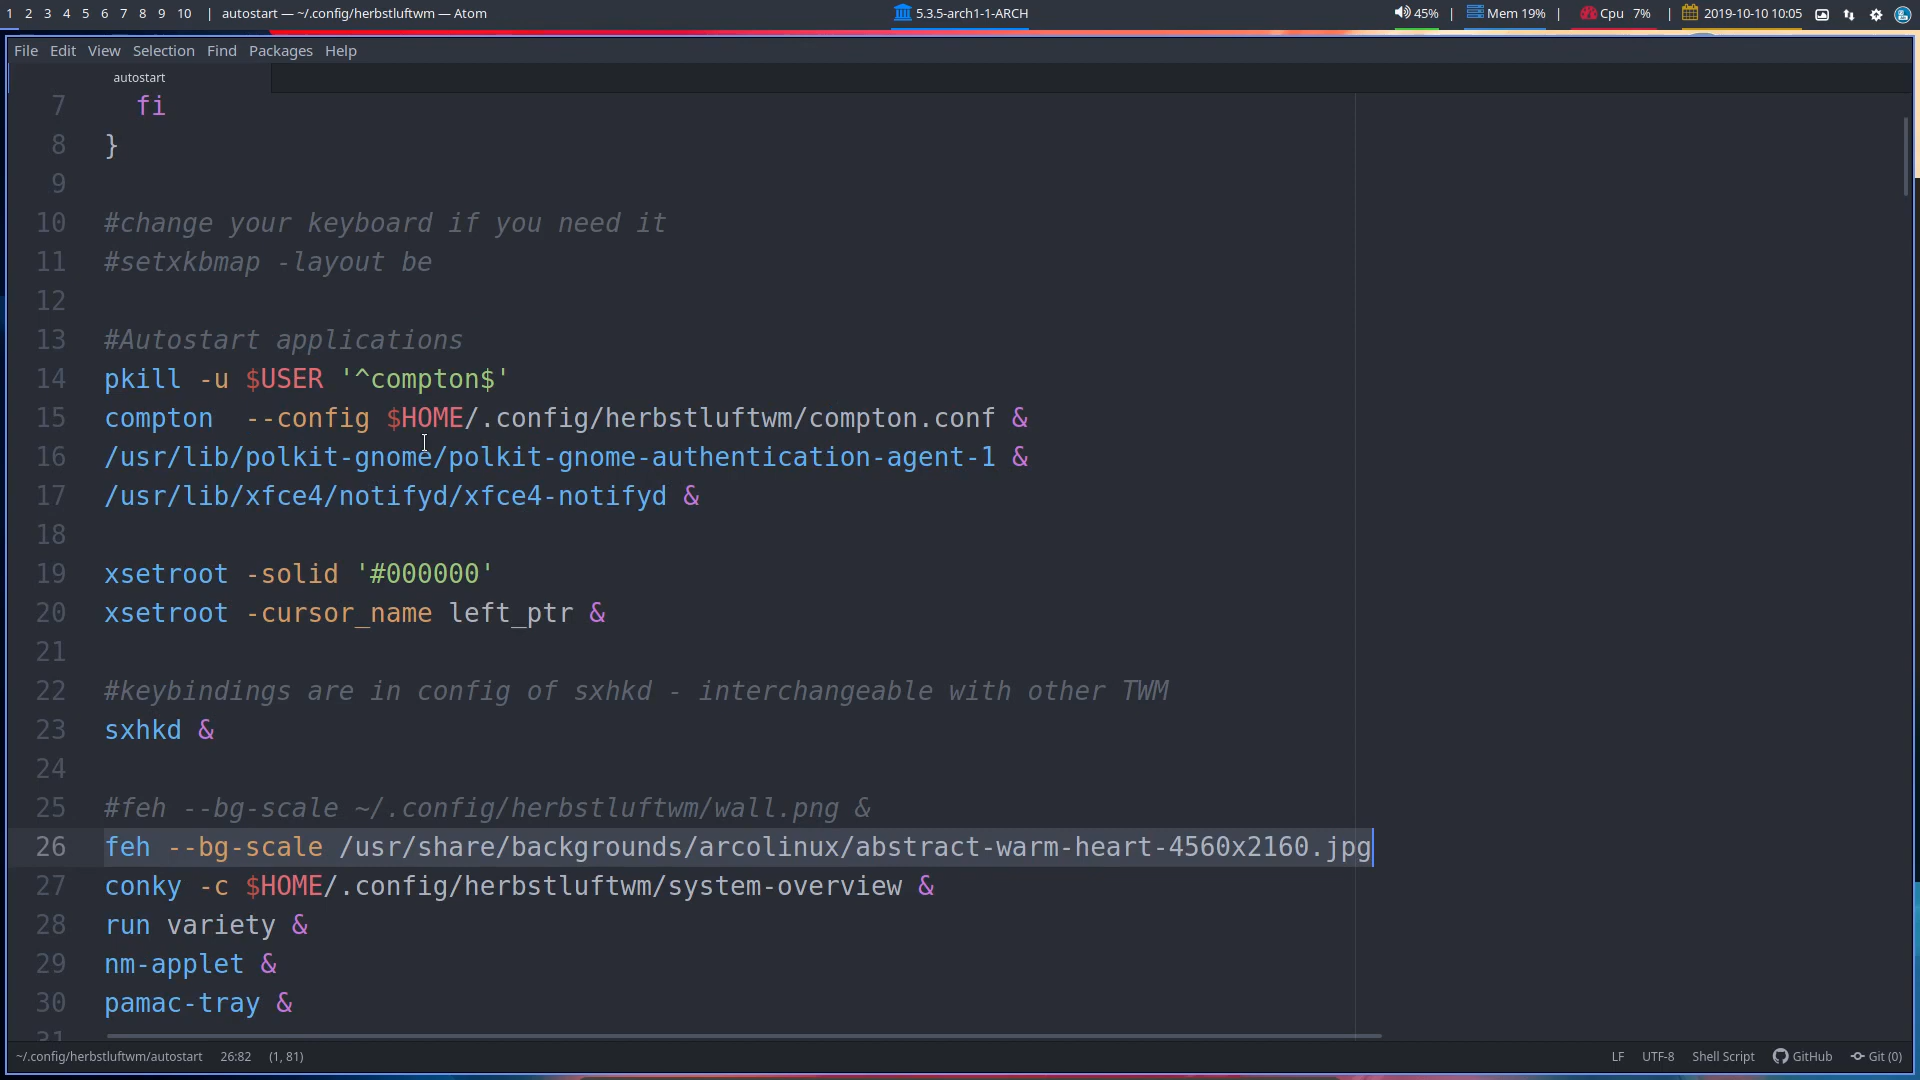 1 2 3 4 5 6 7 8 9 10 | autostart — ~/.config/herbstluftwm — Atom 5.3.5-arch1-1-ARCH 45% | Mem 19% | Cpu 7% | 2019-10-10 10:05
File Edit View Selection Find Packages Help
autostart
7 fi
8 }
9
10 #change your keyboard if you need it
11 #setxkbmap -layout be
12
13 #Autostart applications
14 pkill -u $USER '^compton$'
15 compton  --config $HOME/.config/herbstluftwm/compton.conf &
16 /usr/lib/polkit-gnome/polkit-gnome-authentication-agent-1 &
17 /usr/lib/xfce4/notifyd/xfce4-notifyd &
18
19 xsetroot -solid '#000000'
20 xsetroot -cursor_name left_ptr &
21
22 #keybindings are in config of sxhkd - interchangeable with other TWM
23 sxhkd &
24
25 #feh --bg-scale ~/.config/herbstluftwm/wall.png &
26 feh --bg-scale /usr/share/backgrounds/arcolinux/abstract-warm-heart-4560x2160.jpg
27 conky -c $HOME/.config/herbstluftwm/system-overview &
28 run variety &
29 nm-applet &
30 pamac-tray &
31
~/.config/herbstluftwm/autostart 26:82 (1, 81) LF UTF-8 Shell Script GitHub Git (0)